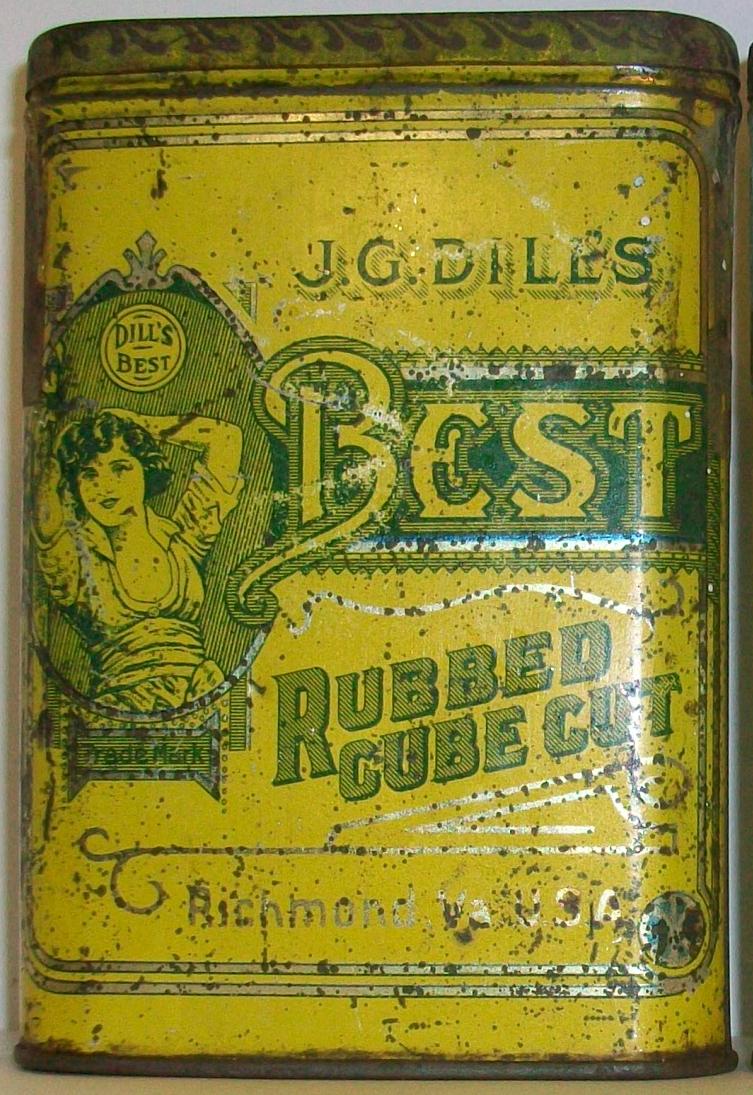 J.G. DILL'S
DILL'S
BEST
BEST
RUBBED
CUBE CUT
Trade Mark
Richmond, Va. U.S.A.